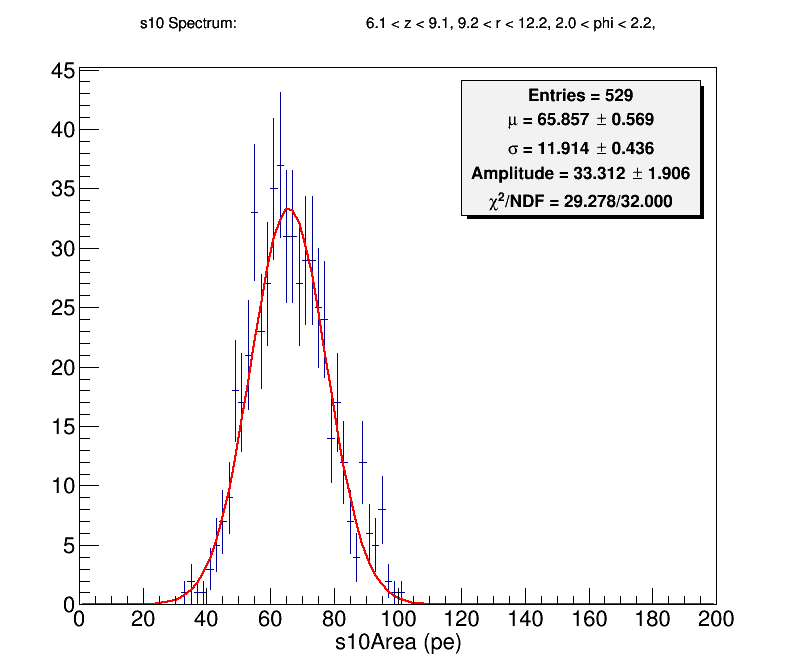 s10 Spectrum: 6.1 < z < 9.1, 9.2 < r < 12.2, 2.0 < phi < 2.2,
Entries = 529
μ = 65.857 ± 0.569
σ = 11.914 ± 0.436
Amplitude = 33.312 ± 1.906
χ²/NDF = 29.278/32.000
45
40
35
30
25
20
15
10
5
0
0 20 40 60 80 100 120 140 160 180 200
s10Area (pe)